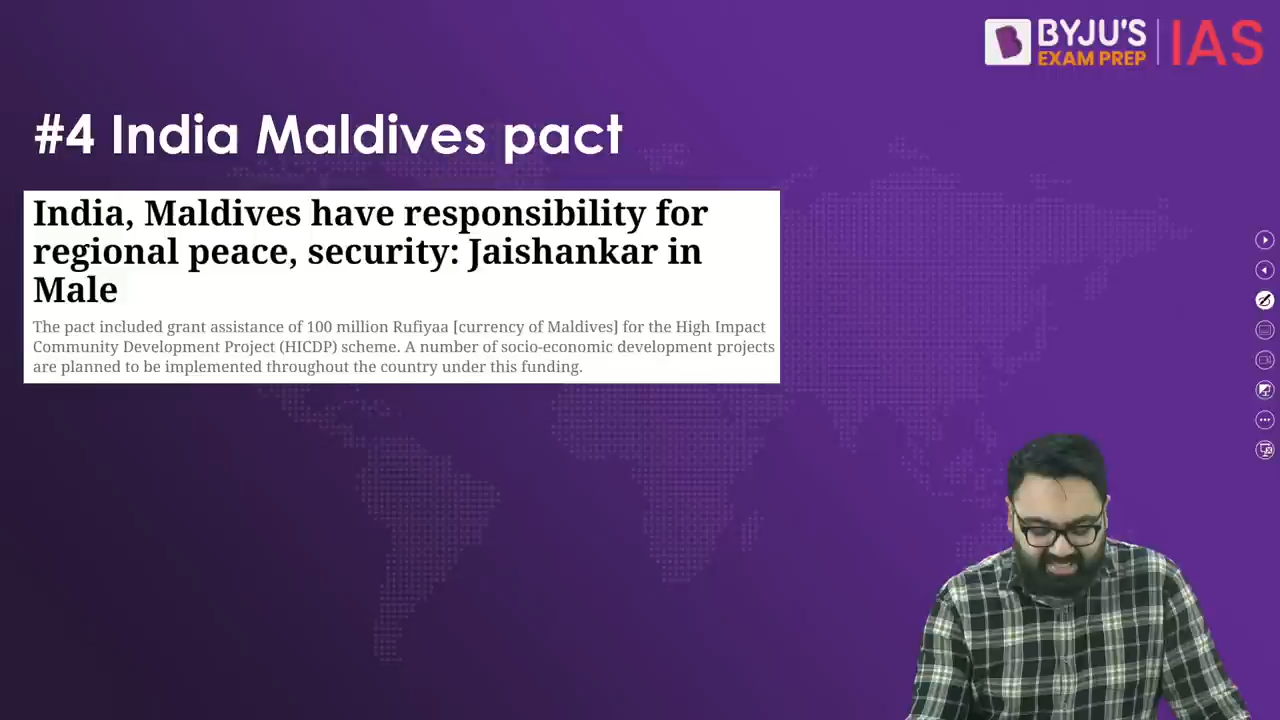 BYJU'S
EXAM PREP
IAS
#4 India Maldives pact
India, Maldives have responsibility for
regional peace, security: Jaishankar in
Male
The pact included grant assistance of 100 million Rufiyaa [currency of Maldives] for the High Impact
Community Development Project (HICDP) scheme. A number of socio-economic development projects
are planned to be implemented throughout the country under this funding.